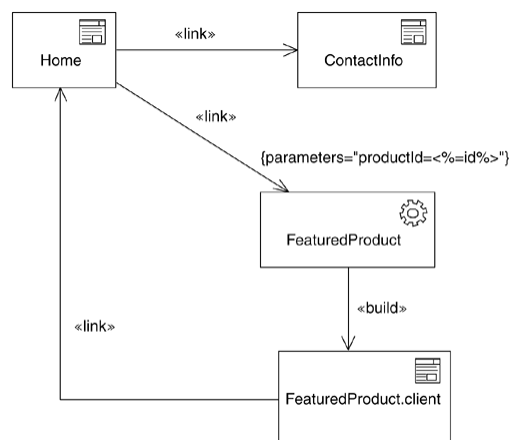 «link»
Home
ContactInfo
«link»
{parameters="productId=<%=id%>"}
FeaturedProduct
«build»
«link»
FeaturedProduct.client